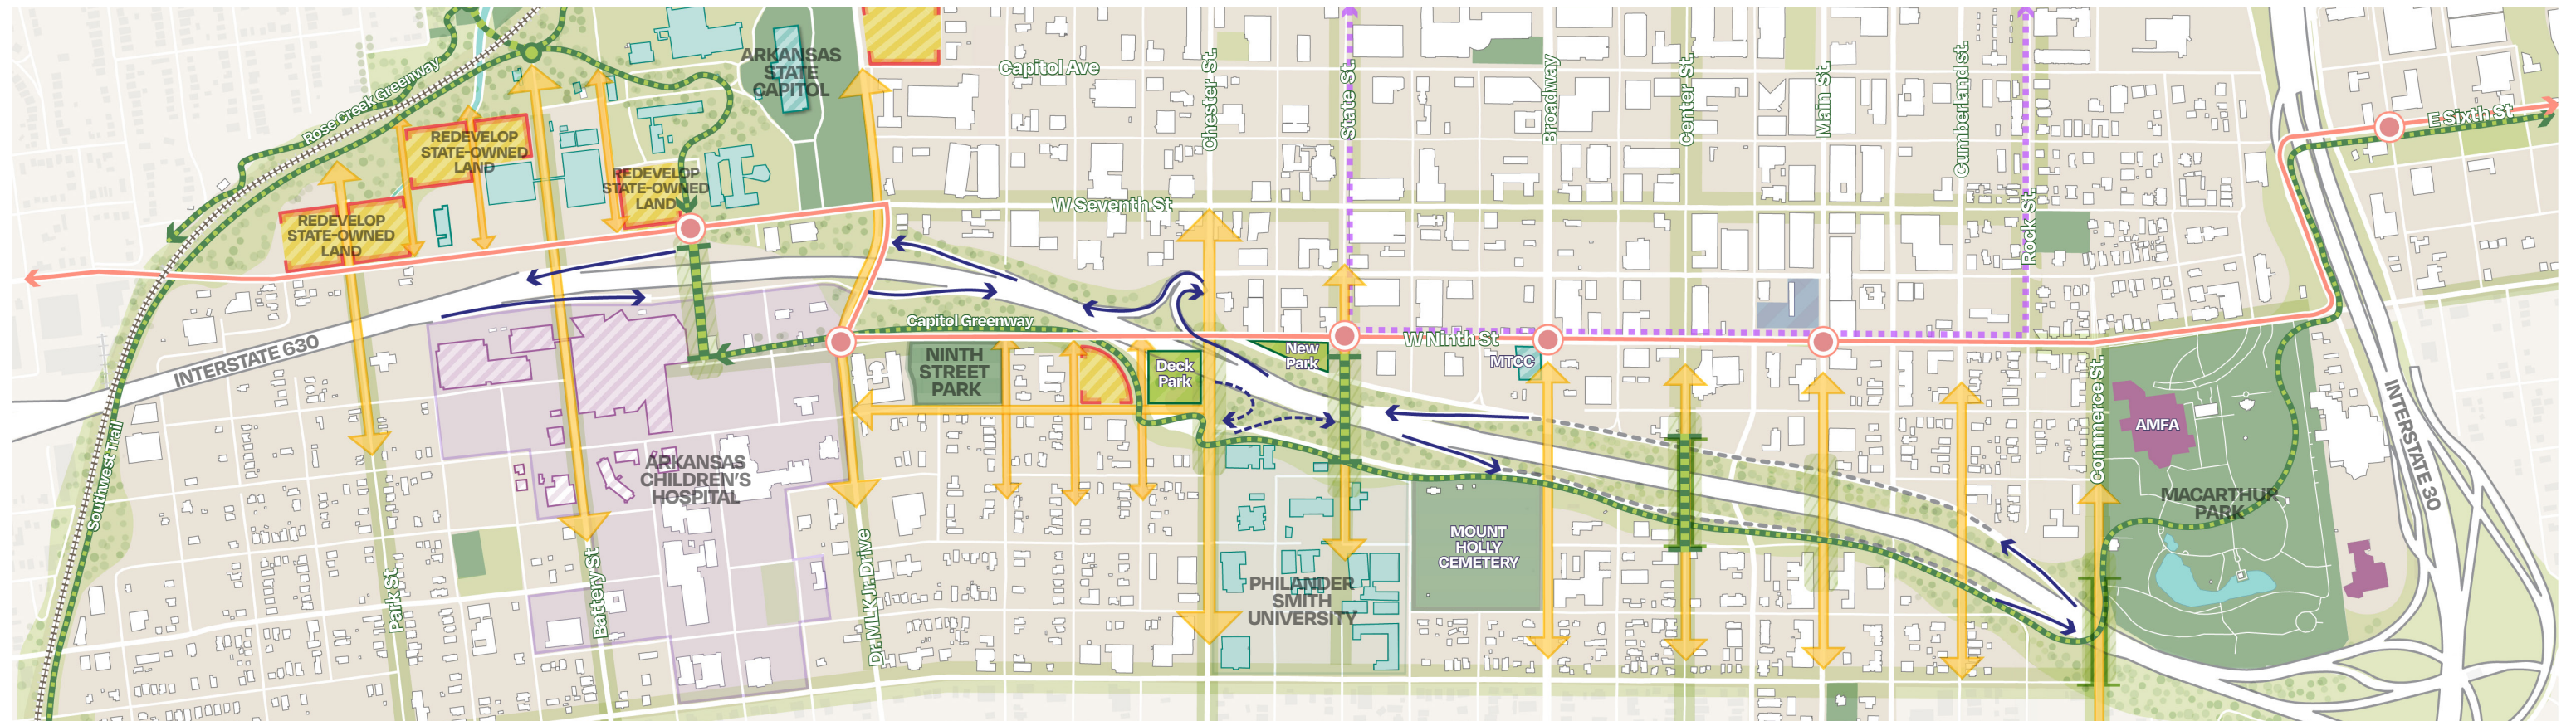 Rose Creek Greenway
ARKANSAS
STATE
CAPITOL
Capitol Ave
Chester St.
State St.
Broadway
Center St.
Main St.
Cumberland st.
Rock St.
E Sixth St
REDEVELOP
STATE-OWNED
LAND
REDEVELOP
STATE-OWNED
LAND
REDEVELOP
STATE-OWNED
LAND
W Seventh St
INTERSTATE 630
Capitol Greenway
NINTH
STREET
PARK
Deck
Park
New
Park
W Ninth St
MTCC
Commerce St.
AMFA
MACARTHUR
PARK
INTERSTATE 30
Southwest Trail
ARKANSAS
CHILDREN'S
HOSPITAL
MOUNT
HOLLY
CEMETERY
PHILANDER
SMITH
UNIVERSITY
Park St
Battery St
Dr. MLK Jr. Drive